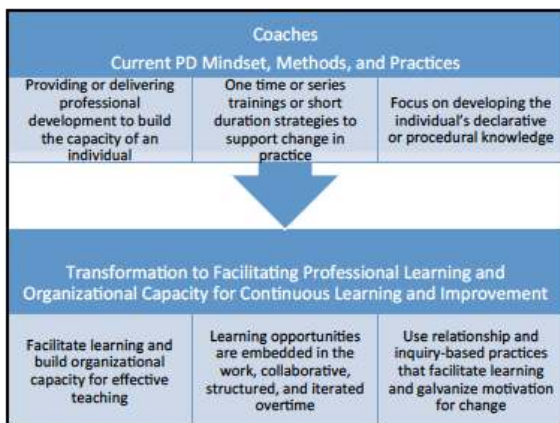 Coaches
Current PD Mindset, Methods, and Practices
Providing or delivering
professional
development to build
the capacity of an
individual
One time or series
trainings or short
duration strategies to
support change in
practice
Focus on developing the
individual's declarative
or procedural knowledge
Transformation to Facilitating Professional Learning and
Organizational Capacity for Continuous Learning and Improvement
Facilitate learning and
build organizational
capacity for effective
teaching
Learning opportunities
are embedded in the
work, collaborative,
structured, and iterated
overtime
Use relationship and
inquiry-based practices
that facilitate learning
and galvanize motivation
for change